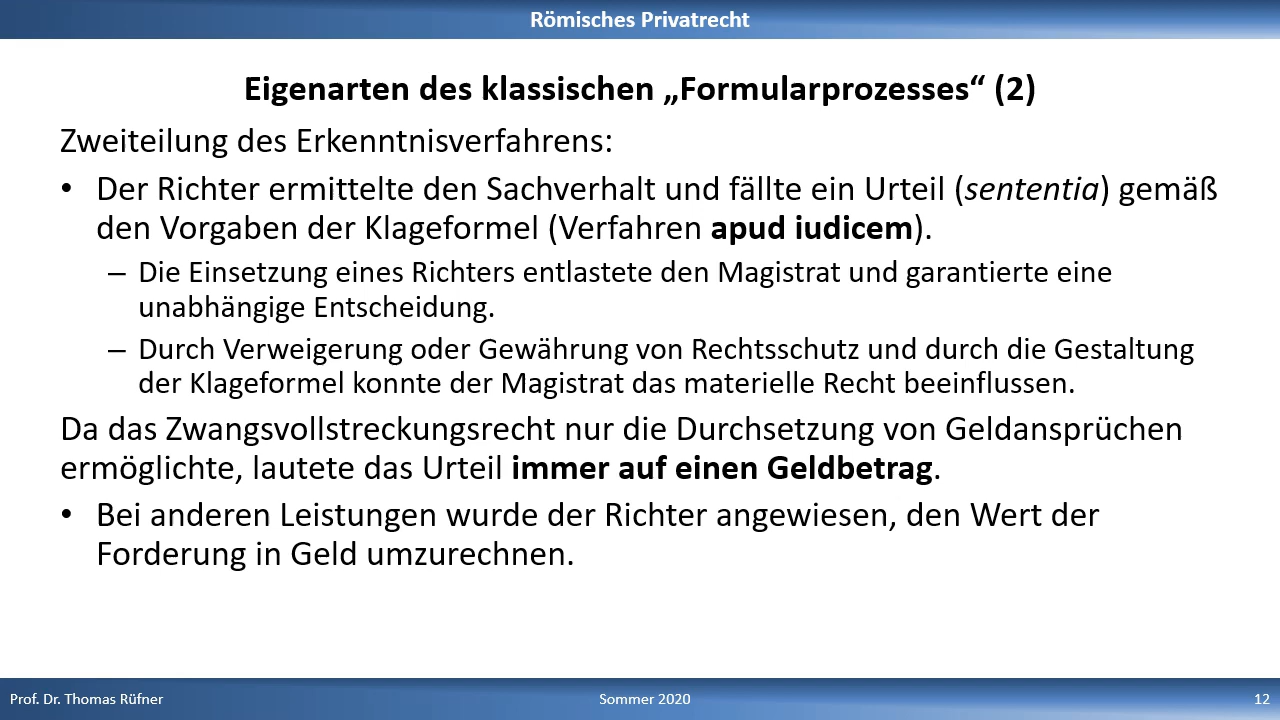 Römisches Privatrecht
Eigenarten des klassischen „Formularprozesses“ (2)
Zweiteilung des Erkenntnisverfahrens:
• Der Richter ermittelte den Sachverhalt und fällte ein Urteil (sententia) gemäß
den Vorgaben der Klageformel (Verfahren apud iudicem).
– Die Einsetzung eines Richters entlastete den Magistrat und garantierte eine
unabhängige Entscheidung.
– Durch Verweigerung oder Gewährung von Rechtsschutz und durch die Gestaltung
der Klageformel konnte der Magistrat das materielle Recht beeinflussen.
Da das Zwangsvollstreckungsrecht nur die Durchsetzung von Geldansprüchen
ermöglichte, lautete das Urteil immer auf einen Geldbetrag.
• Bei anderen Leistungen wurde der Richter angewiesen, den Wert der
Forderung in Geld umzurechnen.
Prof. Dr. Thomas Rüfner
Sommer 2020
12